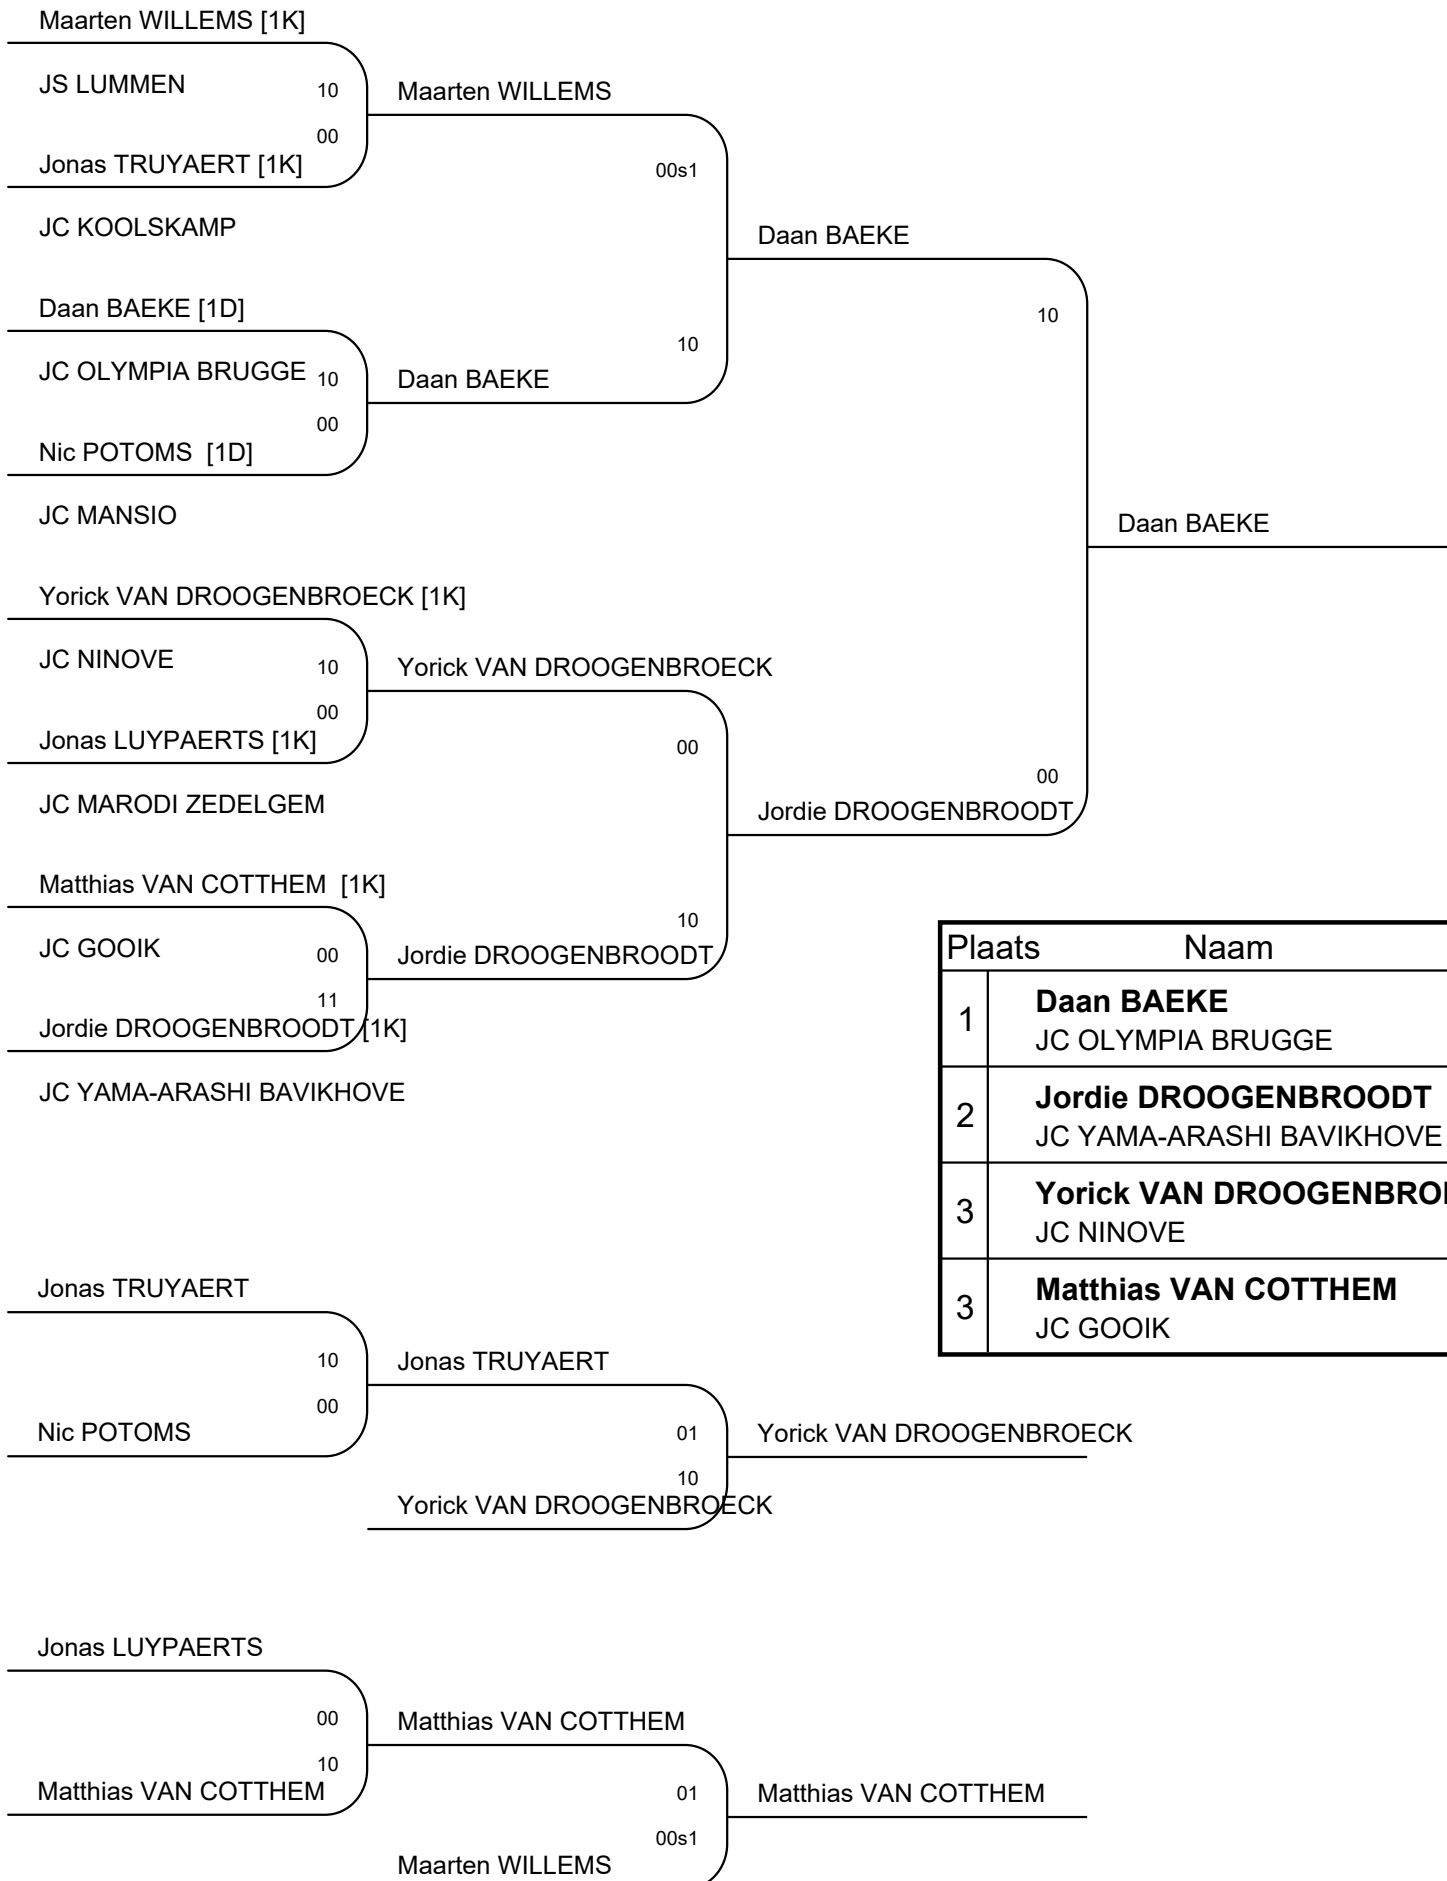 Maarten WILLEMS [1K]
JS LUMMEN
10
Maarten WILLEMS
00
Jonas TRUYAERT [1K]
00s1
JC KOOLSKAMP
Daan BAEKE
Daan BAEKE [1D]
10
10
JC OLYMPIA BRUGGE
10
Daan BAEKE
00
Nic POTOMS [1D]
JC MANSIO
Daan BAEKE
Yorick VAN DROOGENBROECK [1K]
JC NINOVE
10
Yorick VAN DROOGENBROECK
00
Jonas LUYPAERTS [1K]
00
00
JC MARODI ZEDELGEM
Jordie DROOGENBROODT
Matthias VAN COTTHEM [1K]
10
JC GOOIK
00
Jordie DROOGENBROODT
11
Jordie DROOGENBROODT [1K]
JC YAMA-ARASHI BAVIKHOVE
Plaats Naam
1
Daan BAEKE
JC OLYMPIA BRUGGE
2
Jordie DROOGENBROODT
JC YAMA-ARASHI BAVIKHOVE
3
Yorick VAN
JC NINOVE
3
Matthias VAN COTTHEM
JC GOOIK
Jonas TRUYAERT
10
Jonas TRUYAERT
00
Nic POTOMS
01
Yorick VAN DROOGENBROECK
10
Yorick VAN DROOGENBROECK
Jonas LUYPAERTS
00
Matthias VAN COTTHEM
10
Matthias VAN COTTHEM
01
Matthias VAN COTTHEM
00s1
Maarten WILLEMS